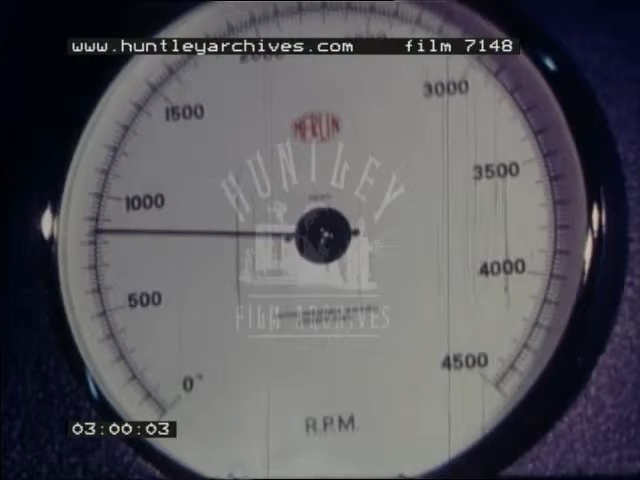 www.huntleyarchives.com film 7148
2000
3000
1500
MERLIN
3500
1000
HUNTLEY
4000
500
FILM ARCHIVES
4500
0
R.P.M.
03:00:03